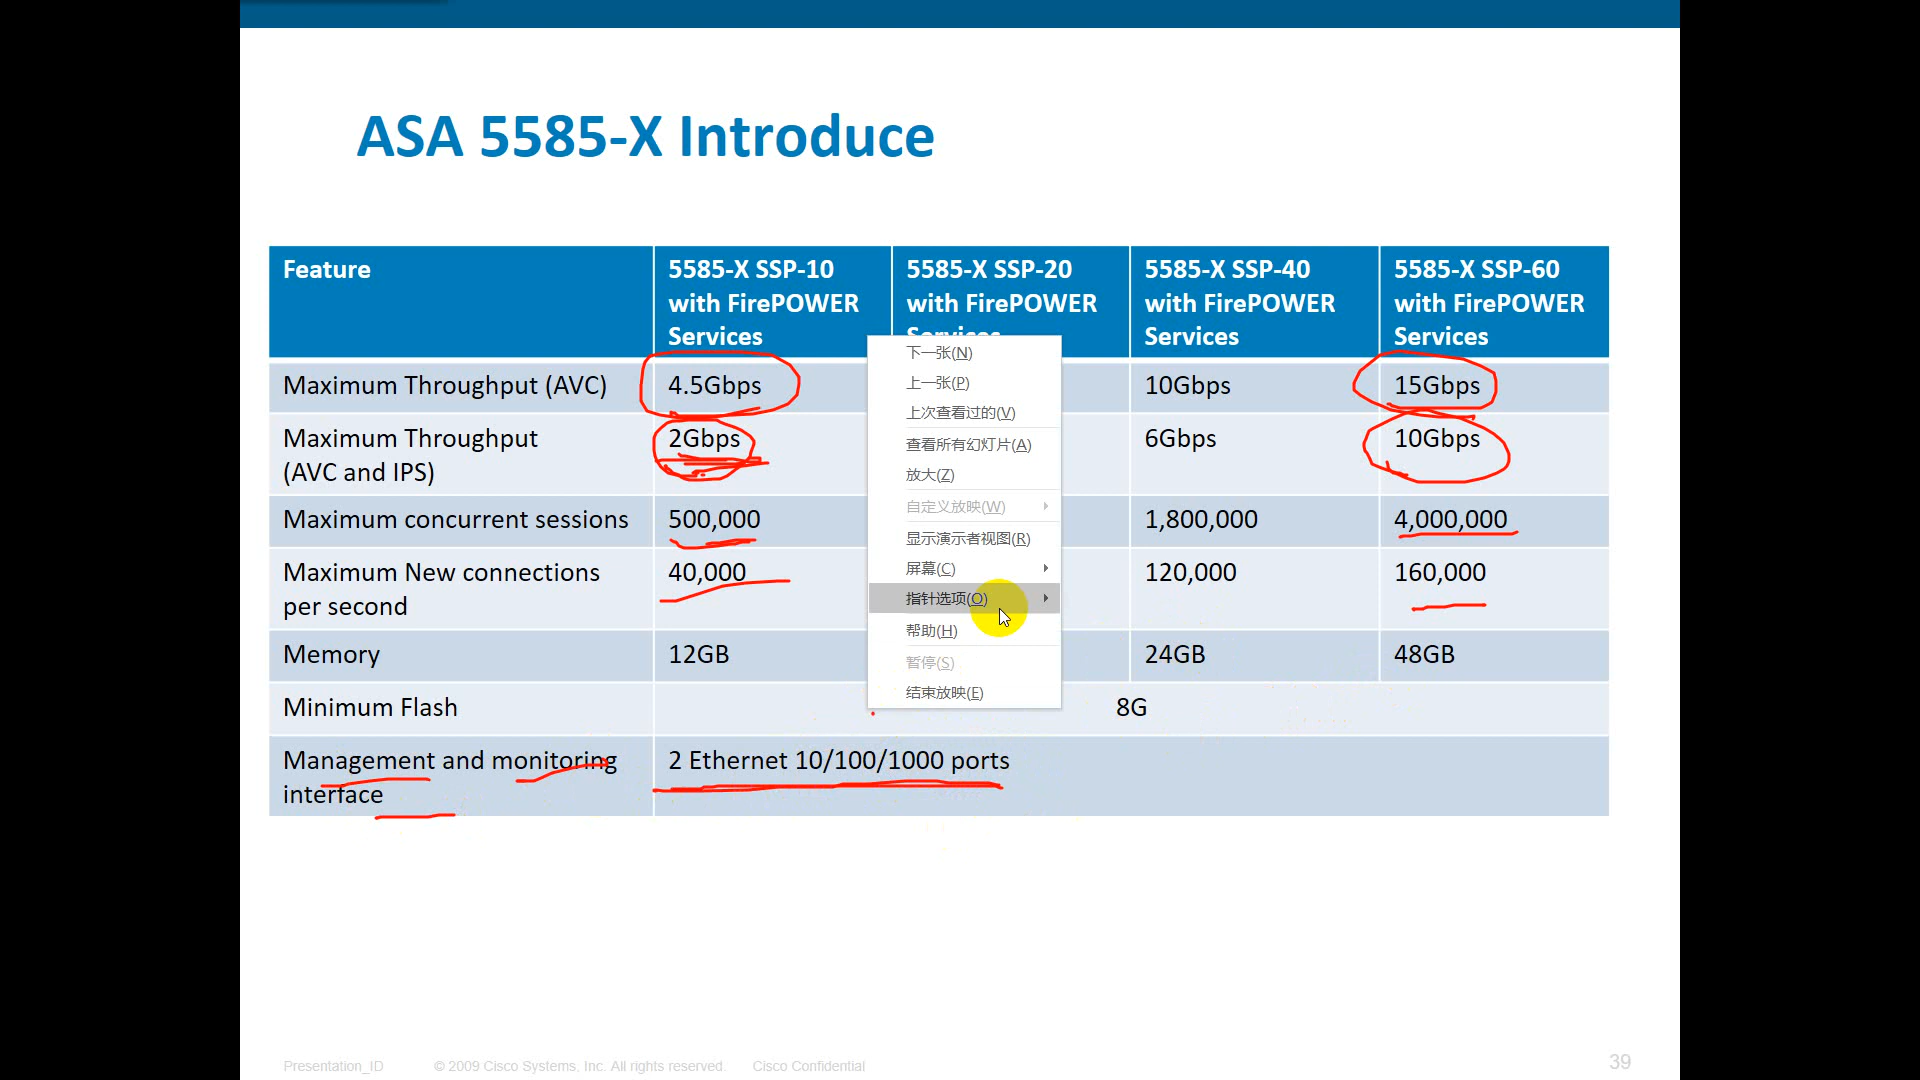 ASA 5585-X Introduce
Feature
5585-X SSP-10
with FirePOWER
Services
5585-X SSP-20
with FirePOWER
Services
5585-X SSP-40
with FirePOWER
Services
5585-X SSP-60
with FirePOWER
Services
Maximum Throughput (AVC)
4.5Gbps
10Gbps
15Gbps
Maximum Throughput
(AVC and IPS)
2Gbps
6Gbps
10Gbps
Maximum concurrent sessions
500,000
1,800,000
4,000,000
Maximum New connections
per second
40,000
120,000
160,000
Memory
12GB
24GB
48GB
Minimum Flash
8G
Management and monitoring
interface
2 Ethernet 10/100/1000 ports
下一张(N)
上一张(P)
上次查看过的(V)
查看所有幻灯片(A)
放大(Z)
自定义放映(W)
显示演示者视图(R)
屏幕(C)
指针选项(O)
帮助(H)
暂停(S)
结束放映(E)
Presentation_ID
© 2009 Cisco Systems, Inc. All rights reserved.
Cisco Confidential
39